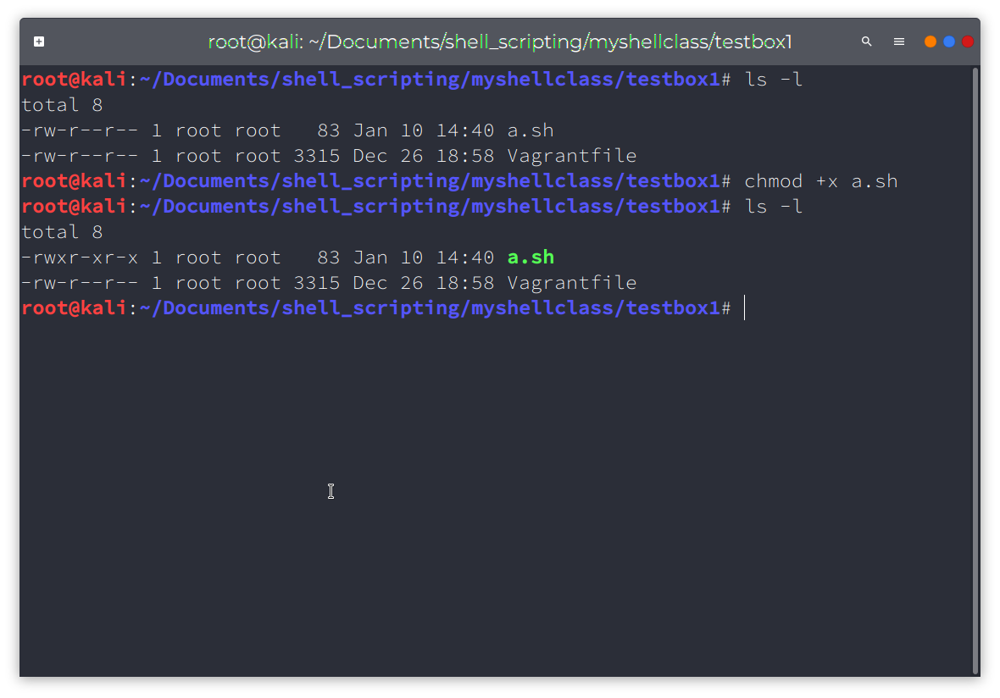 root@kali: ~/Documents/shell_scripting/myshellclass/testbox1
root@kali:~/Documents/shell_scripting/myshellclass/testbox1# ls -l
total 8
-rw-r--r-- 1 root root   83 Jan 10 14:40 a.sh
-rw-r--r-- 1 root root 3315 Dec 26 18:58 Vagrantfile
root@kali:~/Documents/shell_scripting/myshellclass/testbox1# chmod +x a.sh
root@kali:~/Documents/shell_scripting/myshellclass/testbox1# ls -l
total 8
-rwxr-xr-x 1 root root   83 Jan 10 14:40 a.sh
-rw-r--r-- 1 root root 3315 Dec 26 18:58 Vagrantfile
root@kali:~/Documents/shell_scripting/myshellclass/testbox1#